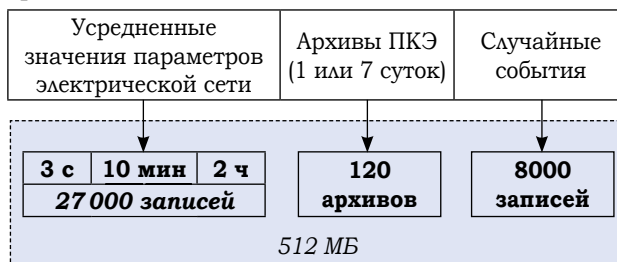 Усредненные
значения параметров
электрической сети
Архивы ПКЭ
(1 или 7 суток)
Случайные
события
3 с 10 мин 2 ч
27 000 записей
120
архивов
8000
записей
512 МБ